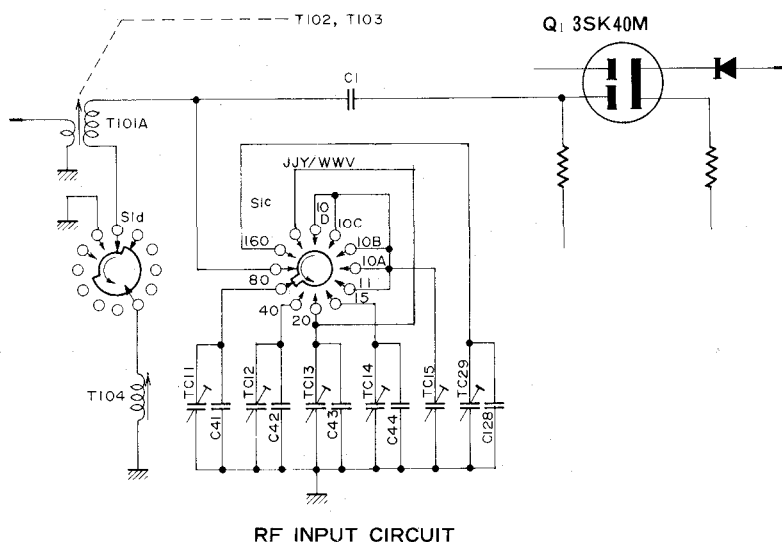 T102, T103
Q1 3SK40M
C1
T101A
JJY/WWV
S1d
S1c
10
D
10C
160
10B
10A
80
11
15
40
20
TC11
C41
TC12
C42
TC13
C43
TC14
C44
TC15
TC29
C128
T104
RF INPUT CIRCUIT